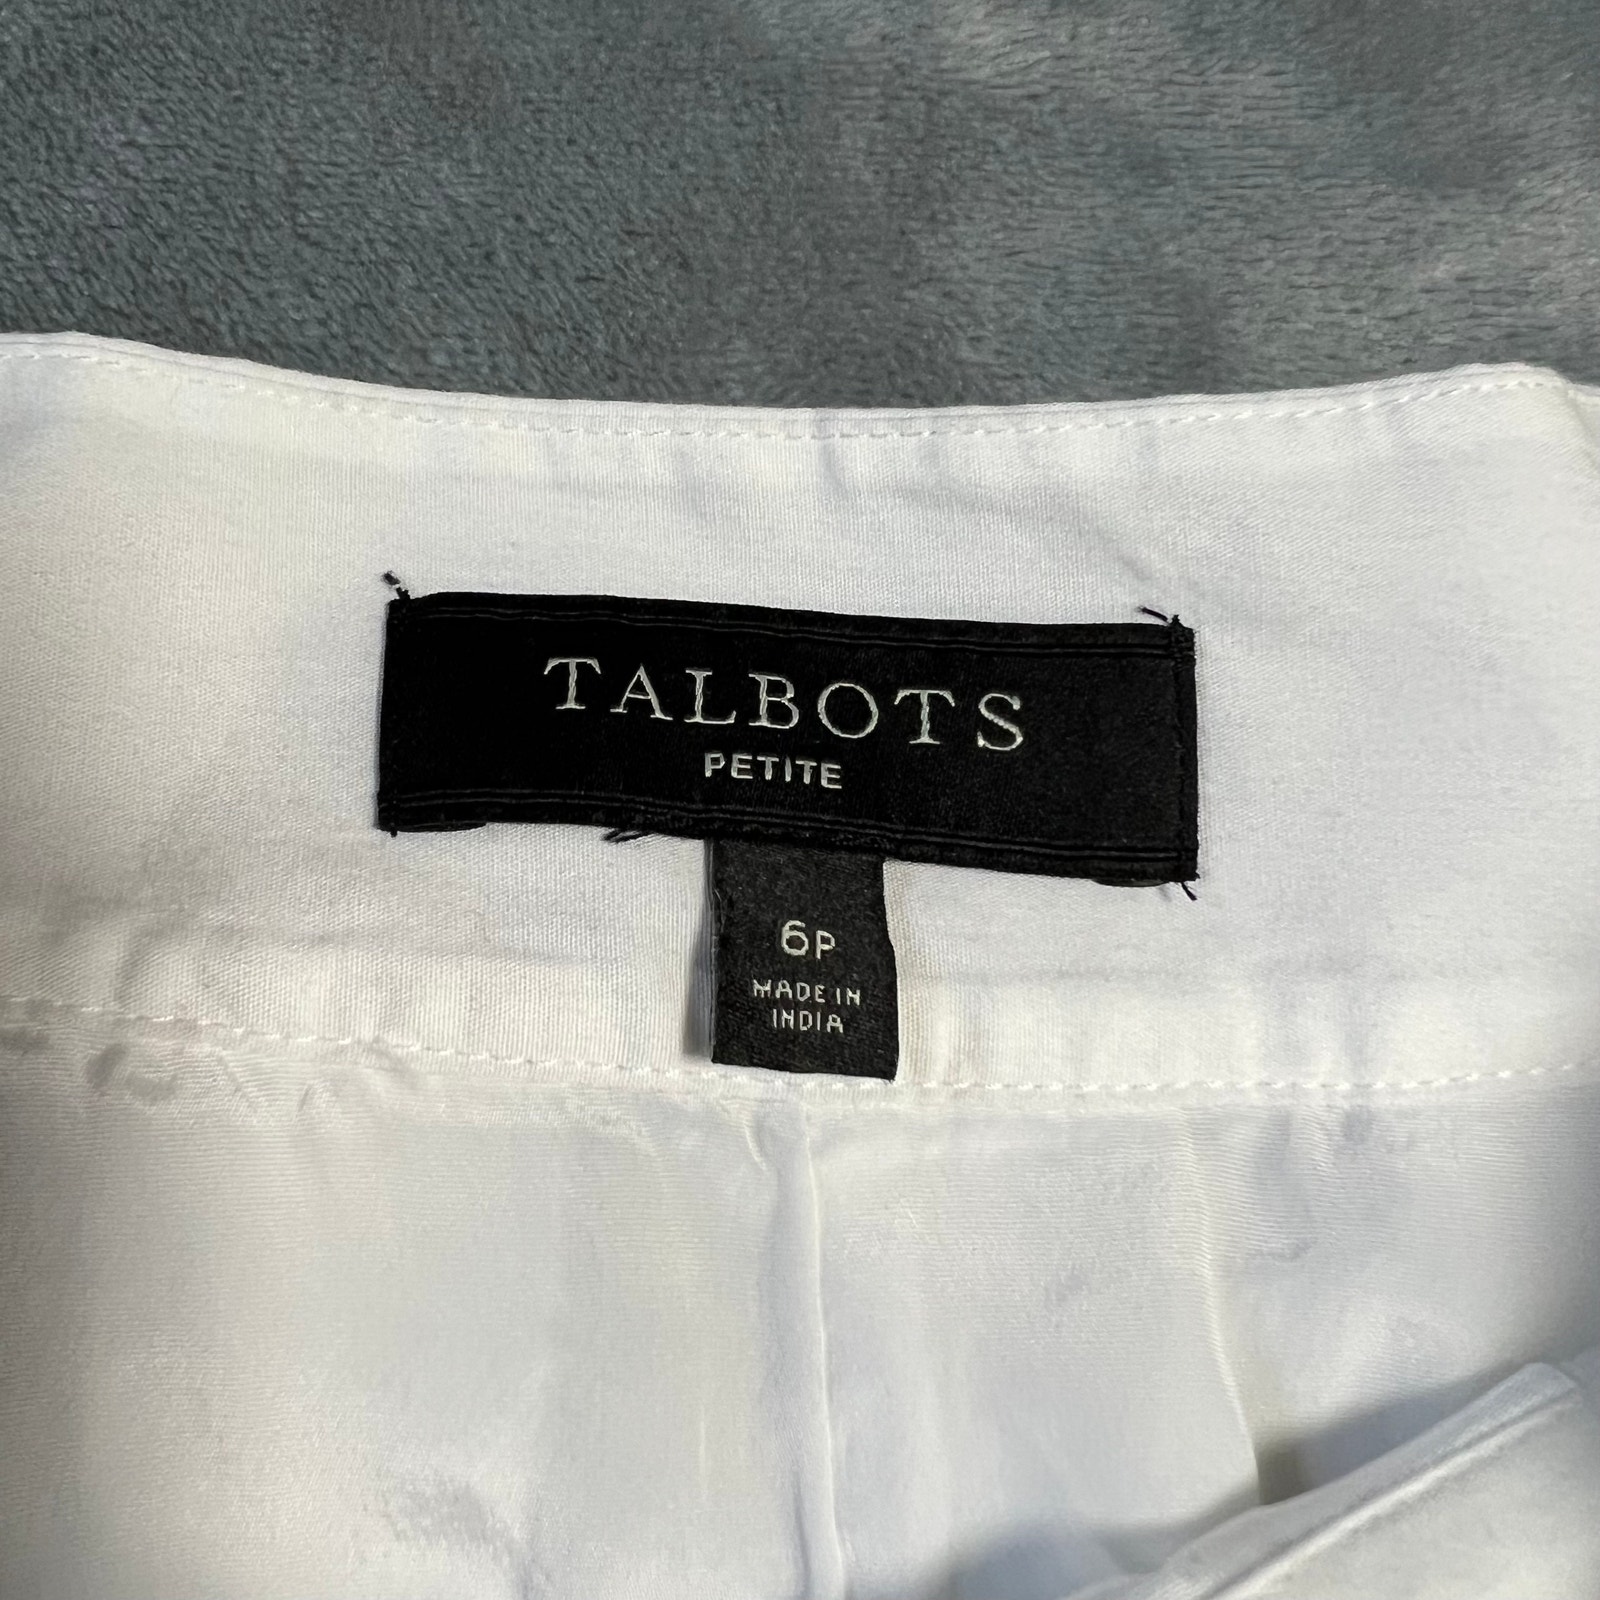 TALBOTS
PETITE
6P
MADE IN
INDIA